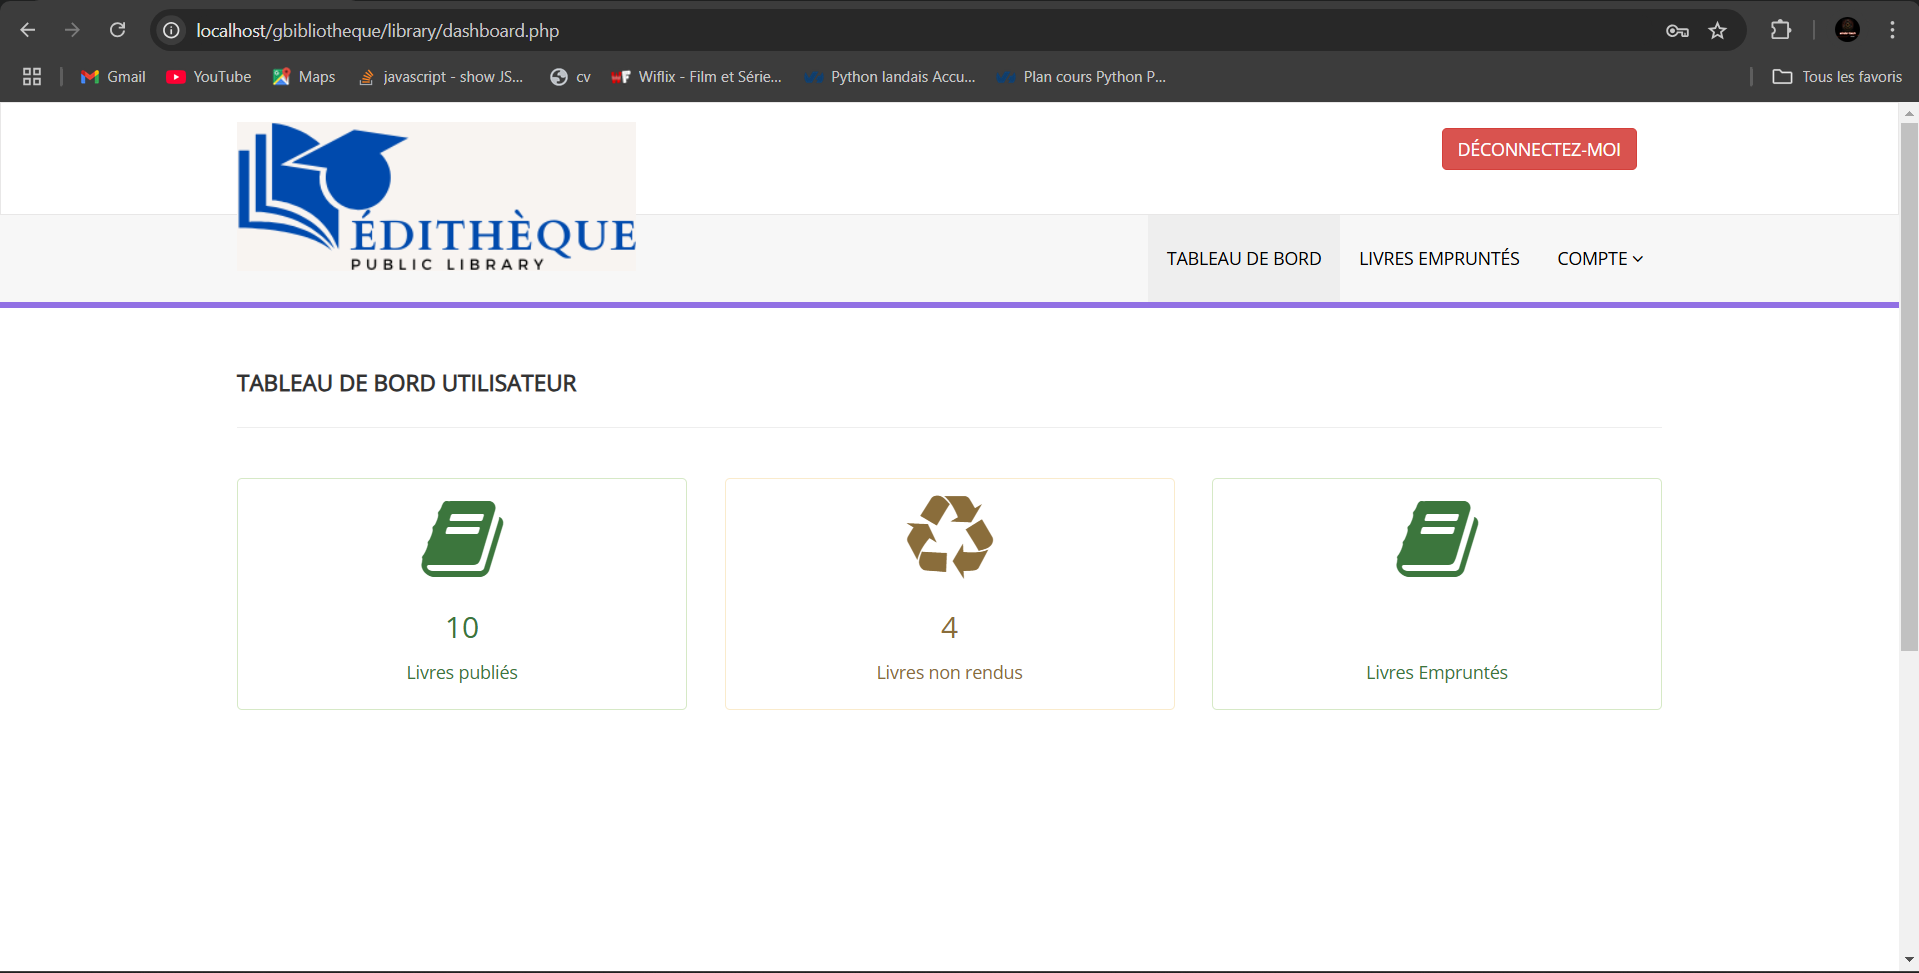 localhost/gbibliotheque/library/dashboard.php
Gmail
YouTube
Maps
javascript - show JS...
cv
Wiflix - Film et Série...
Python landais Accu...
Plan cours Python P...
Tous les favoris
ÉDITHÈQUE
PUBLIC LIBRARY
DÉCONNECTEZ-MOI
TABLEAU DE BORD
LIVRES EMPRUNTÉS
COMPTE
TABLEAU DE BORD UTILISATEUR
10
Livres publiés
4
Livres non rendus
Livres Empruntés